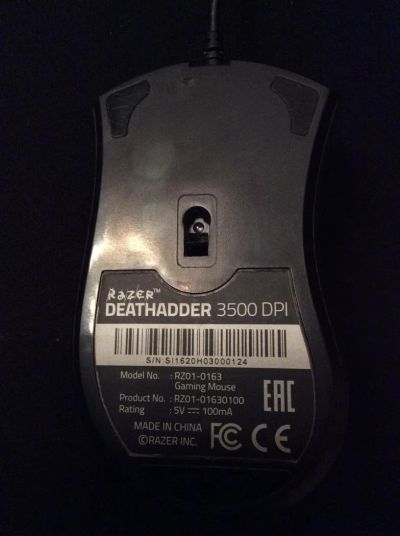 RAZER™
DEATHADDER 3500 DPI
S/N SI1620H03000124
Model No. : RZ01-0163
Gaming Mouse
Product No. : RZ01-01630100
Rating : 5V ⎓ 100mA
MADE IN CHINA
©RAZER INC.
FC CE
EAC